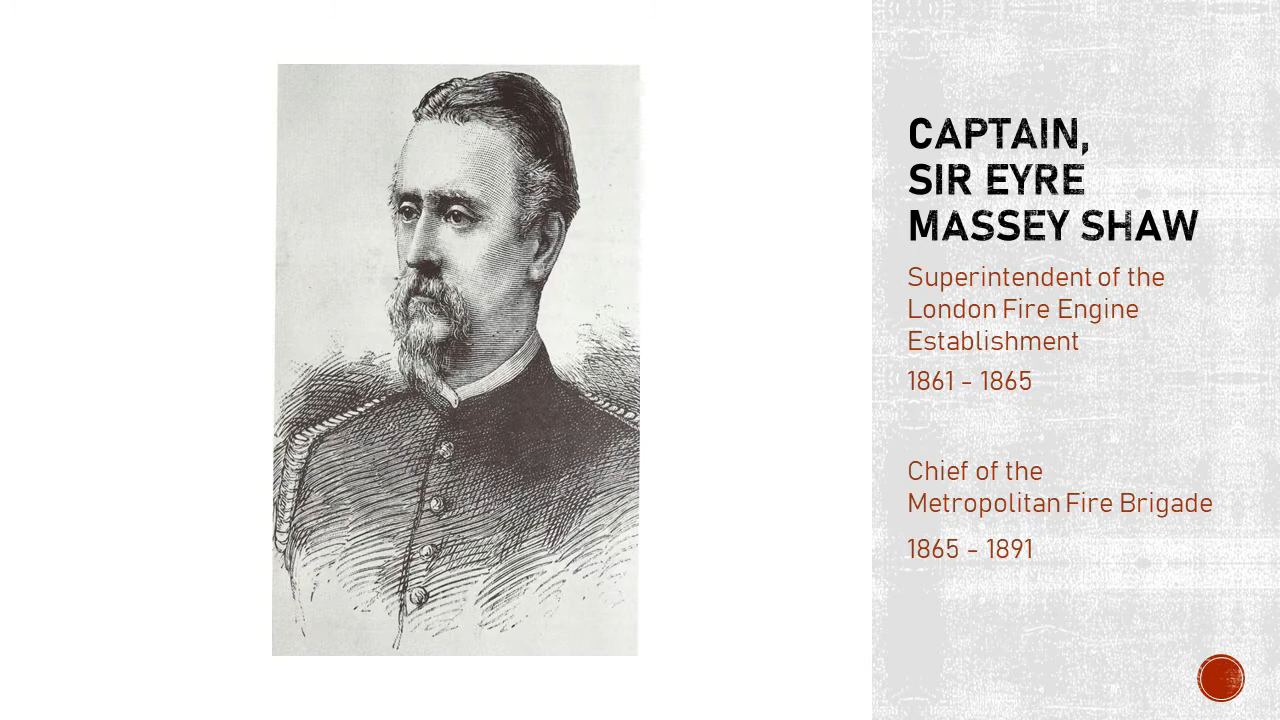 CAPTAIN,
SIR EYRE
MASSEY SHAW
Superintendent of the
London Fire Engine
Establishment
1861 – 1865
Chief of the
Metropolitan Fire Brigade
1865 – 1891